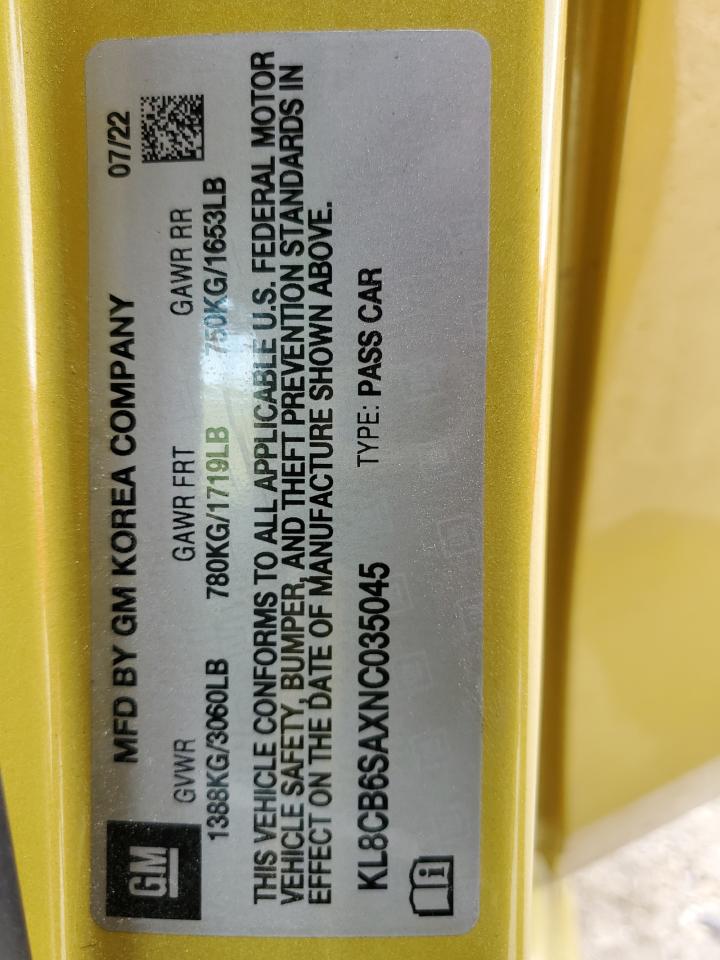 GM
MFD BY GM KOREA COMPANY 07/22
GVWR GAWR FRT GAWR RR
1388KG/3060LB 780KG/1719LB 750KG/1653LB
THIS VEHICLE CONFORMS TO ALL APPLICABLE U.S. FEDERAL MOTOR
VEHICLE SAFETY, BUMPER, AND THEFT PREVENTION STANDARDS IN
EFFECT ON THE DATE OF MANUFACTURE SHOWN ABOVE.
KL8CB6SAXNC035045 TYPE: PASS CAR